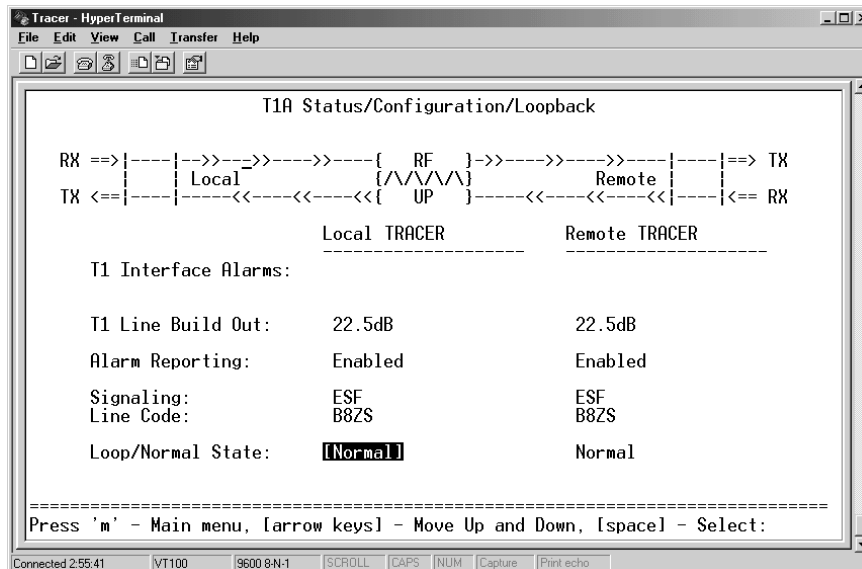 Tracer - HyperTerminal
File Edit View Call Transfer Help
T1A Status/Configuration/Loopback
RX ==>|----|-->>--->>---->>----{ RF }->>---->>---->>----|----|==> TX
| | Local {/\/\/\/\} Remote | |
TX <==|----|-----<<----<<----<<{ UP }-----<<----<<----<<|----|<== RX
Local TRACER Remote TRACER
-------------------- --------------------
T1 Interface Alarms:
T1 Line Build Out: 22.5dB 22.5dB
Alarm Reporting: Enabled Enabled
Signaling: ESF ESF
Line Code: B8ZS B8ZS
Loop/Normal State: [Normal] Normal
================================================================================
Press 'm' - Main menu, [arrow keys] - Move Up and Down, [space] - Select:
Connected 2:55:41 VT100 9600 8-N-1 SCROLL CAPS NUM Capture Print echo